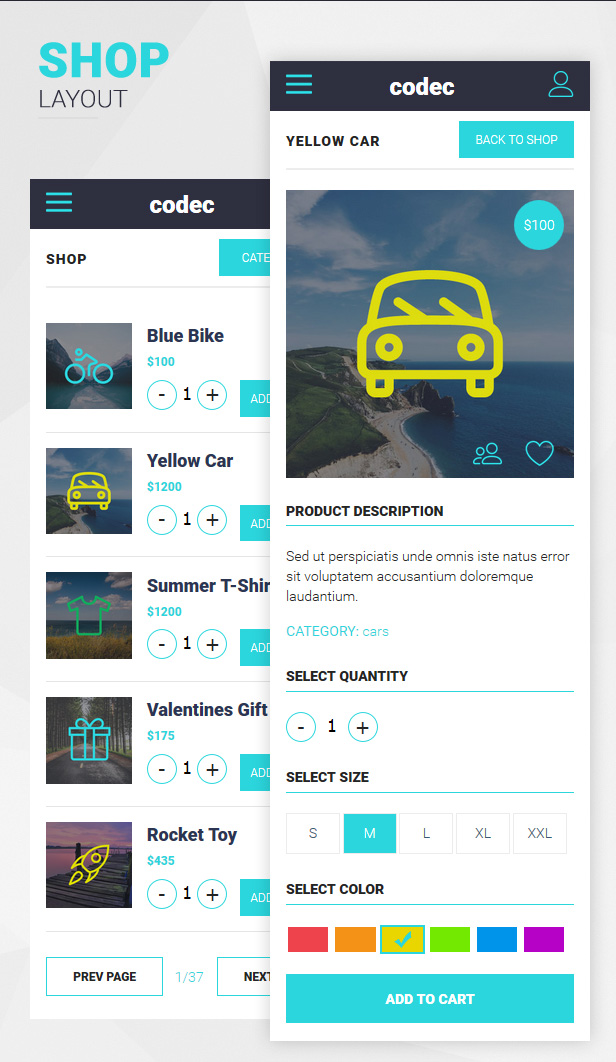 SHOP
LAYOUT
codec
SHOP
CATE
Blue Bike
$100
- 1 +
ADD
Yellow Car
$1200
- 1 +
ADD
Summer T-Shir
$1200
- 1 +
ADD
Valentines Gift
$175
- 1 +
ADD
Rocket Toy
$435
- 1 +
ADD
PREV PAGE
1/37
NEXT
codec
YELLOW CAR
BACK TO SHOP
$100
PRODUCT DESCRIPTION
Sed ut perspiciatis unde omnis iste natus error
sit voluptatem accusantium doloremque
laudantium.
CATEGORY: cars
SELECT QUANTITY
- 1 +
SELECT SIZE
S M L XL XXL
SELECT COLOR
ADD TO CART